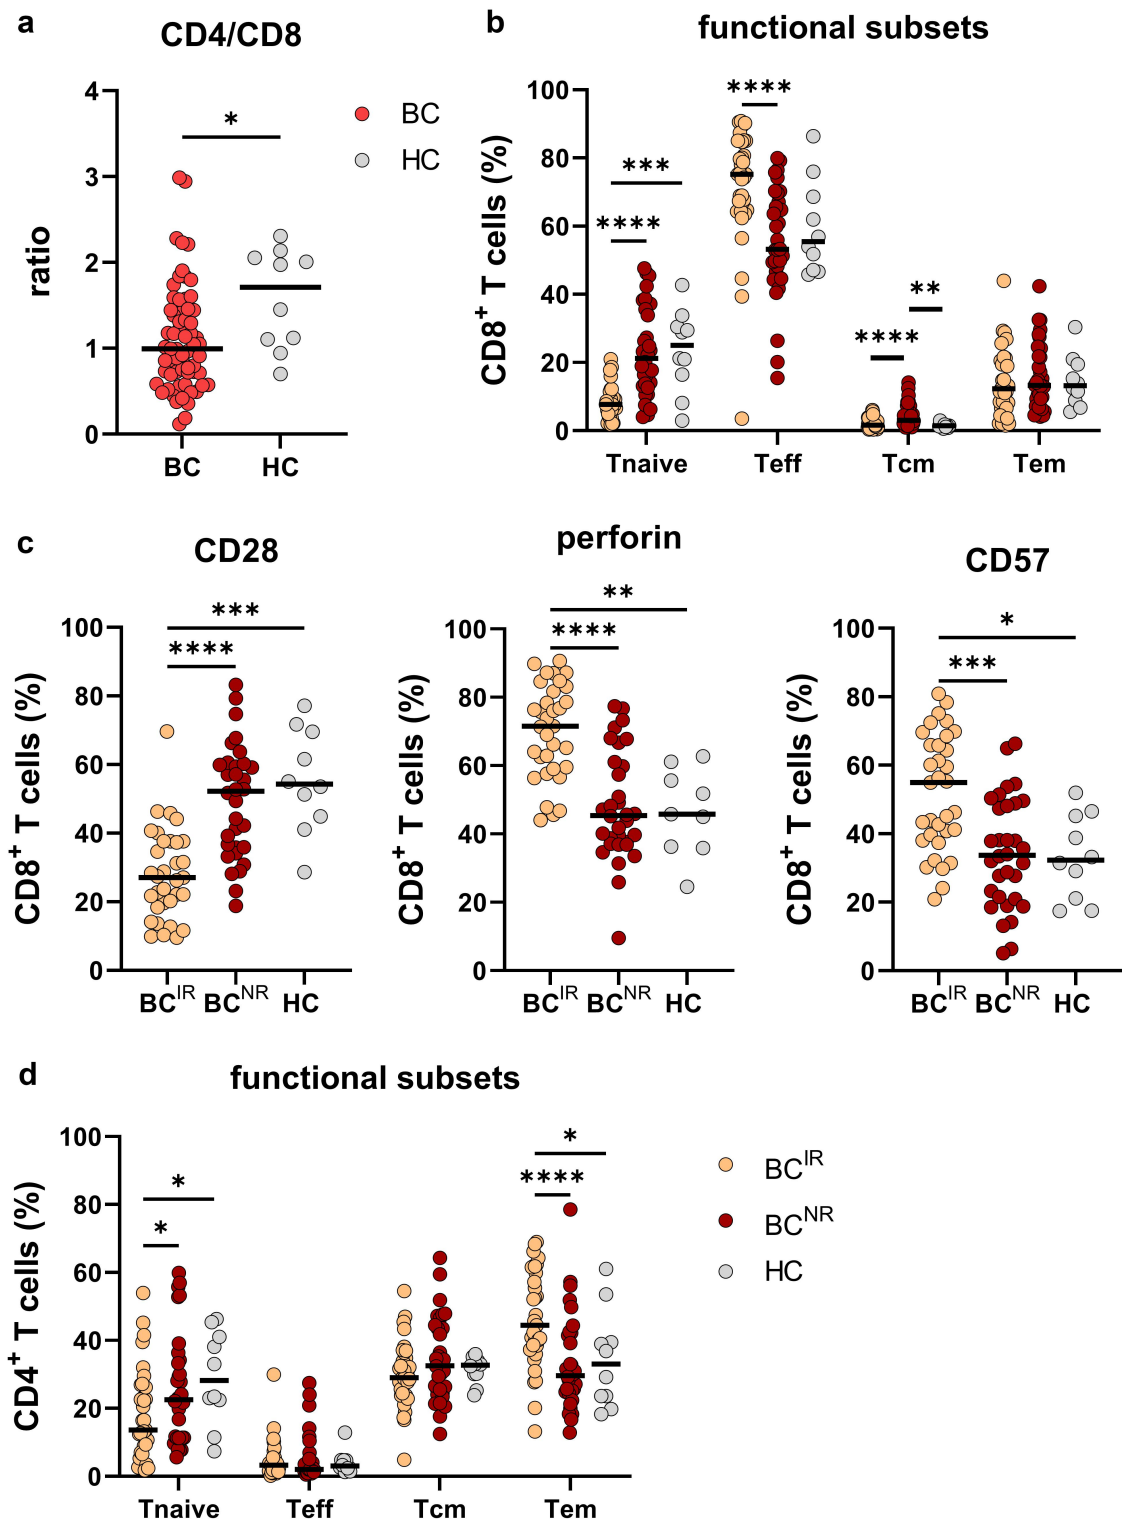 a
CD4/CD8
ratio
4
3
2
1
0
*
BC
HC
BC
HC
b
functional subsets
CD8+ T cells (%)
100
80
60
40
20
0
****
***
****
**
****
Tnaive
Teff
Tcm
Tem
c
CD28
CD8+ T cells (%)
100
80
60
40
20
0
***
****
BCIR
BCNR
HC
perforin
CD8+ T cells (%)
100
80
60
40
20
0
**
****
BCIR
BCNR
HC
CD57
CD8+ T cells (%)
100
80
60
40
20
0
*
***
BCIR
BCNR
HC
d
functional subsets
CD4+ T cells (%)
100
80
60
40
20
0
*
*
*
****
Tnaive
Teff
Tcm
Tem
BCIR
BCNR
HC